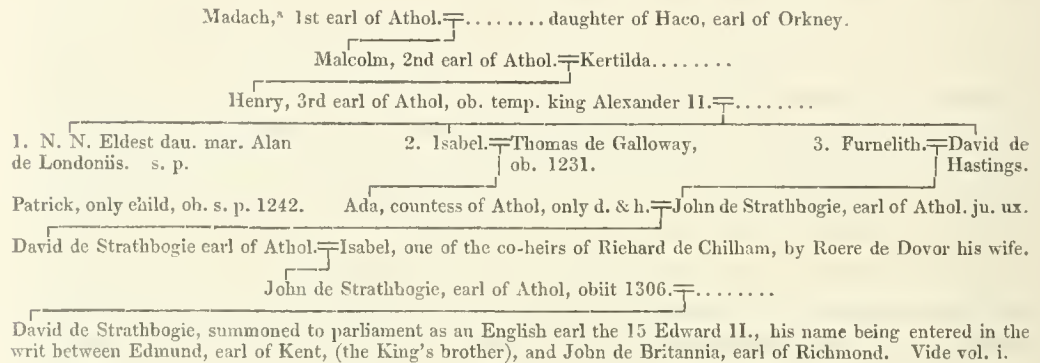 Madach,ᴬ 1st earl of Athol.╤........ daughter of Haco, earl of Orkney.
Malcolm, 2nd earl of Athol.╤Kertilda........
Henry, 3rd earl of Athol, ob. temp. king Alexander II.╤........
1. N. N. Eldest dau. mar. Alan
de Londoniis. s. p.
2. Isabel.╤Thomas de Galloway,
ob. 1231.
3. Furnelith.╤David de
Hastings.
Patrick, only child, ob. s. p. 1242.
Ada, countess of Athol, only d. & h.╤John de Strathbogie, earl of Athol. ju. ux.
David de Strathbogie earl of Athol.╤Isabel, one of the co-heirs of Richard de Chilham, by Roere de Dovor his wife.
John de Strathbogie, earl of Athol, obiit 1306.╤........
David de Strathbogie, summoned to parliament as an English earl the 15 Edward II., his name being entered in the
writ between Edmund, earl of Kent, (the King's brother), and John de Britannia, earl of Richmond. Vide vol. i.